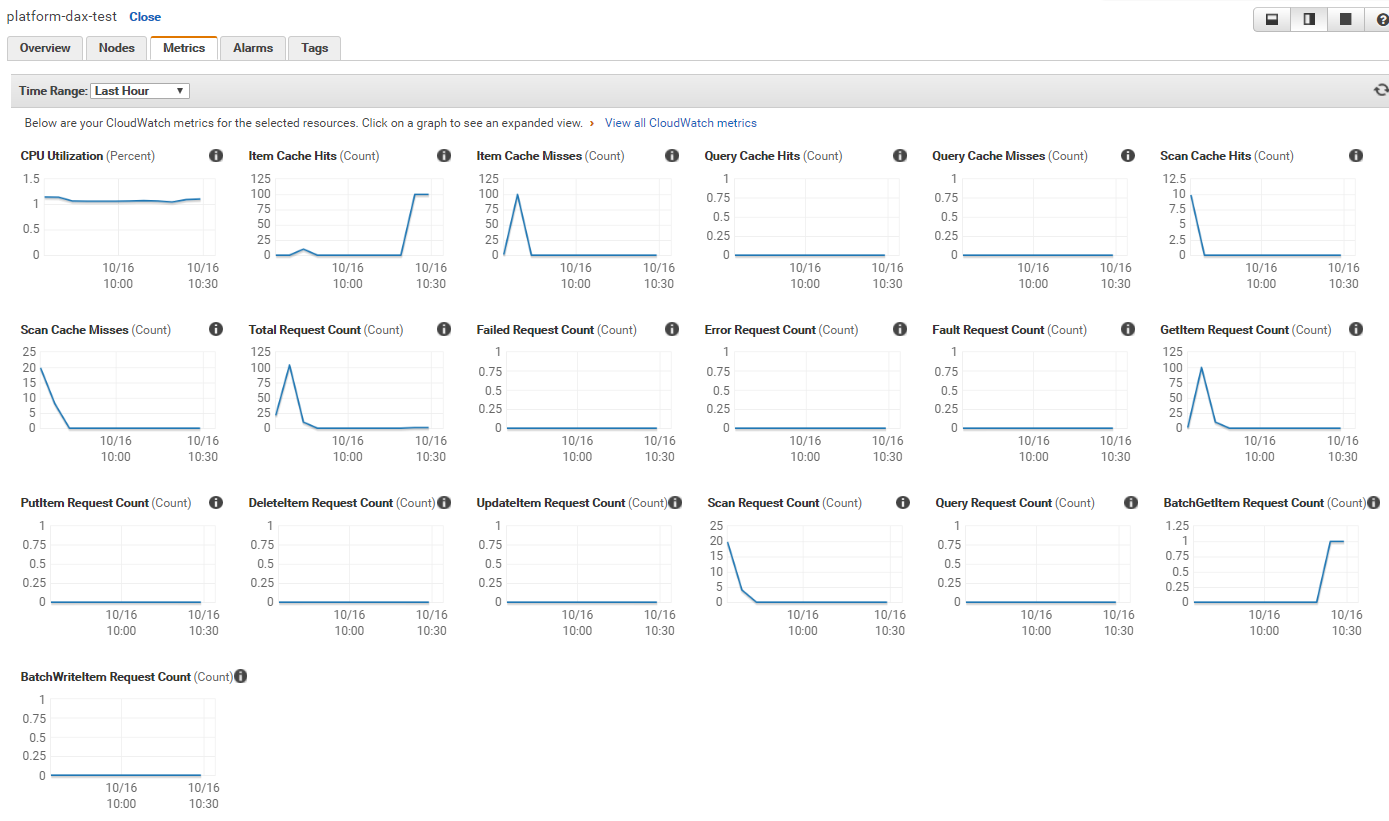 platform-dax-test Close
Overview Nodes Metrics Alarms Tags
Time Range: Last Hour
Below are your CloudWatch metrics for the selected resources. Click on a graph to see an expanded view. › View all CloudWatch metrics
CPU Utilization (Percent) Item Cache Hits (Count) Item Cache Misses (Count) Query Cache Hits (Count) Query Cache Misses (Count) Scan Cache Hits (Count)
1.5 125 125 1 1 12.5
100 100 10
1 75 75 0.75 0.75 7.5
0.5 50 50 0.5 0.5 5
25 25 0.25 0.25 2.5
0 0 0 0 0 0
10/16 10/16 10/16 10/16 10/16 10/16 10/16 10/16 10/16 10/16 10/16 10/16
10:00 10:30 10:00 10:30 10:00 10:30 10:00 10:30 10:00 10:30 10:00 10:30
Scan Cache Misses (Count) Total Request Count (Count) Failed Request Count (Count) Error Request Count (Count) Fault Request Count (Count) GetItem Request Count (Count)
25 125 1 1 1 125
20 100 0.75 0.75 0.75 100
15 75 75
10 50 0.5 0.5 0.5 50
5 25 0.25 0.25 0.25 25
0 0 0 0 0 0
10/16 10/16 10/16 10/16 10/16 10/16 10/16 10/16 10/16 10/16 10/16 10/16
10:00 10:30 10:00 10:30 10:00 10:30 10:00 10:30 10:00 10:30 10:00 10:30
PutItem Request Count (Count) DeleteItem Request Count (Count) UpdateItem Request Count (Count) Scan Request Count (Count) Query Request Count (Count) BatchGetItem Request Count (Count)
1 1 1 25 1 1.25
0.75 0.75 0.75 20 0.75 1
15 0.75
0.5 0.5 0.5 10 0.5 0.5
0.25 0.25 0.25 5 0.25 0.25
0 0 0 0 0 0
10/16 10/16 10/16 10/16 10/16 10/16 10/16 10/16 10/16 10/16 10/16 10/16
10:00 10:30 10:00 10:30 10:00 10:30 10:00 10:30 10:00 10:30 10:00 10:30
BatchWriteItem Request Count (Count)
1
0.75
0.5
0.25
0
10/16 10/16
10:00 10:30